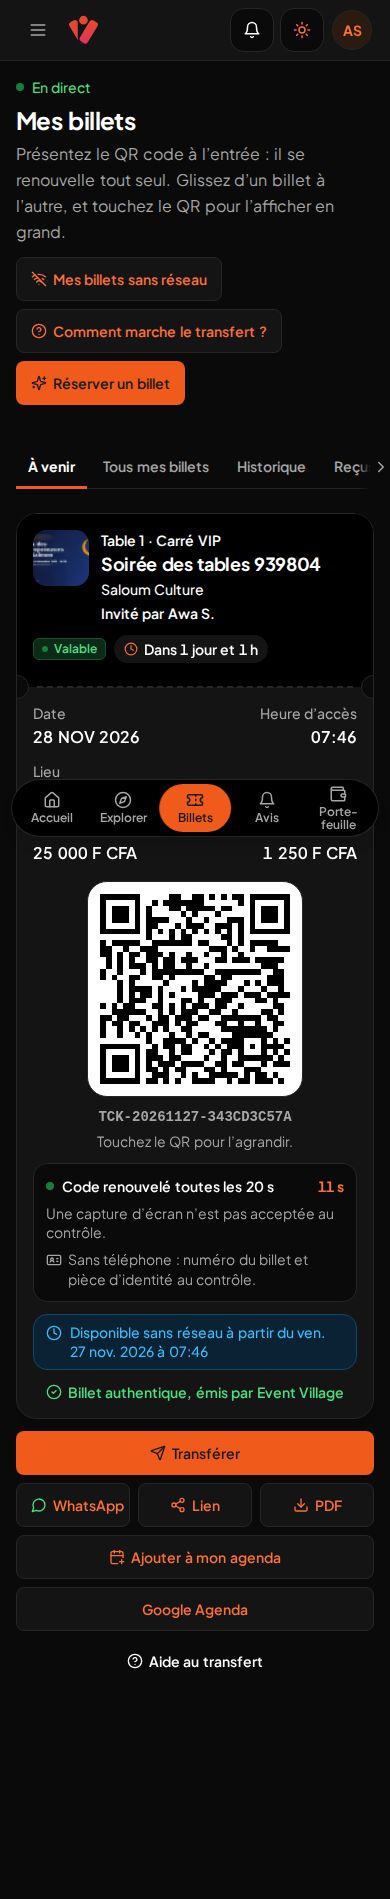 AS
En direct
Mes billets
Présentez le QR code à l’entrée : il se
renouvelle tout seul. Glissez d’un billet à
l’autre, et touchez le QR pour l’afficher en
grand.
Mes billets sans réseau
Comment marche le transfert ?
Réserver un billet
À venir
Tous mes billets
Historique
Reçus
Table 1 · Carré VIP
Soirée des tables 939804
Saloum Culture
Invité par Awa S.
Valable
Dans 1 jour et 1 h
Date
Heure d’accès
28 NOV 2026
07:46
Lieu
Accueil
Explorer
Billets
Avis
Porte-
feuille
25 000 F CFA
1 250 F CFA
TCK-20261127-343CD3C57A
Touchez le QR pour l’agrandir.
Code renouvelé toutes les 20 s
11 s
Une capture d’écran n’est pas acceptée au
contrôle.
Sans téléphone : numéro du billet et
pièce d’identité au contrôle.
Disponible sans réseau à partir du ven.
27 nov. 2026 à 07:46
Billet authentique, émis par Event Village
Transférer
WhatsApp
Lien
PDF
Ajouter à mon agenda
Google Agenda
Aide au transfert